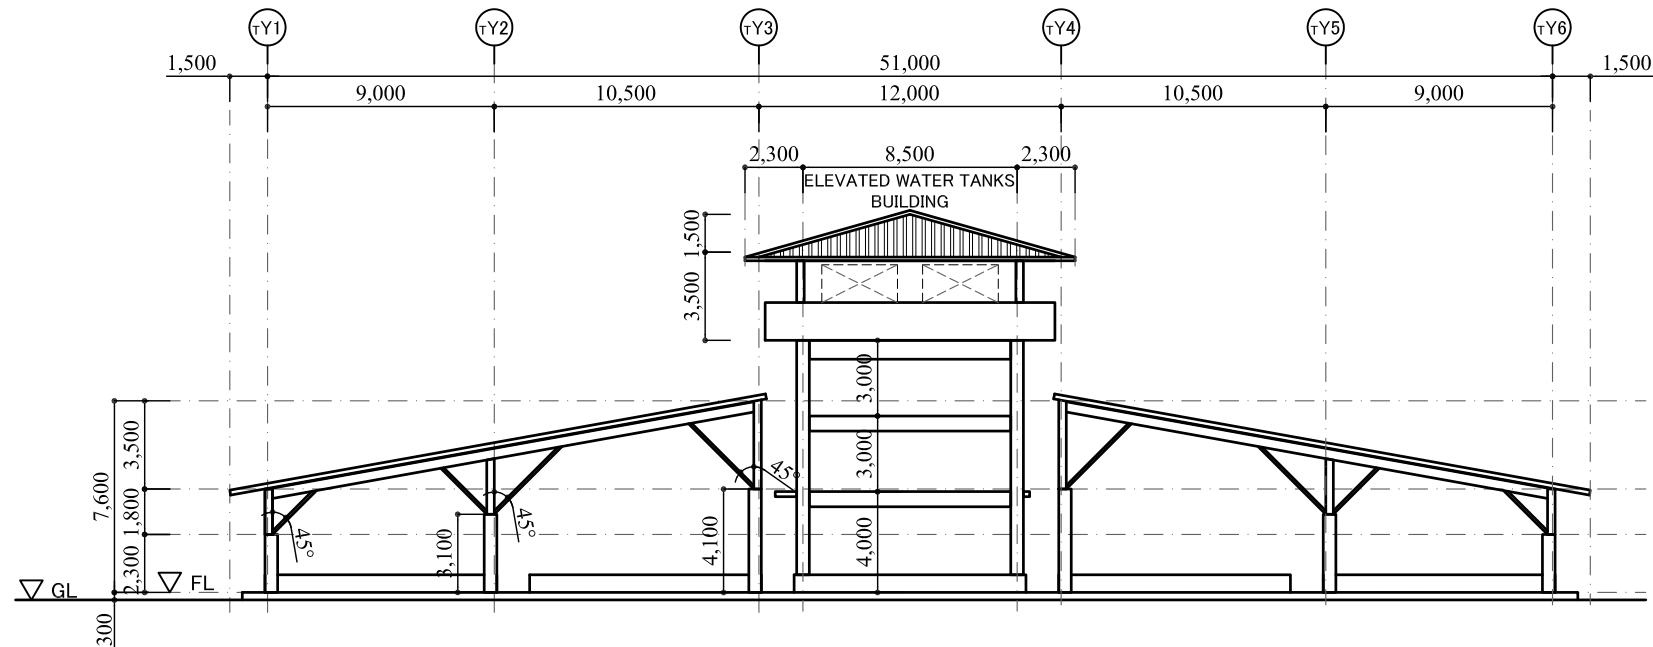 TY1 TY2 TY3 TY4 TY5 TY6
1,500 51,000 1,500
9,000 10,500 12,000 10,500 9,000
2,300 8,500 2,300
ELEVATED WATER TANKS
BUILDING
1,500
3,500
3,000
3,500
7,600
3,000
45°
1,800
45°
45°
3,100
4,100
4,000
2,300
GL
FL
300